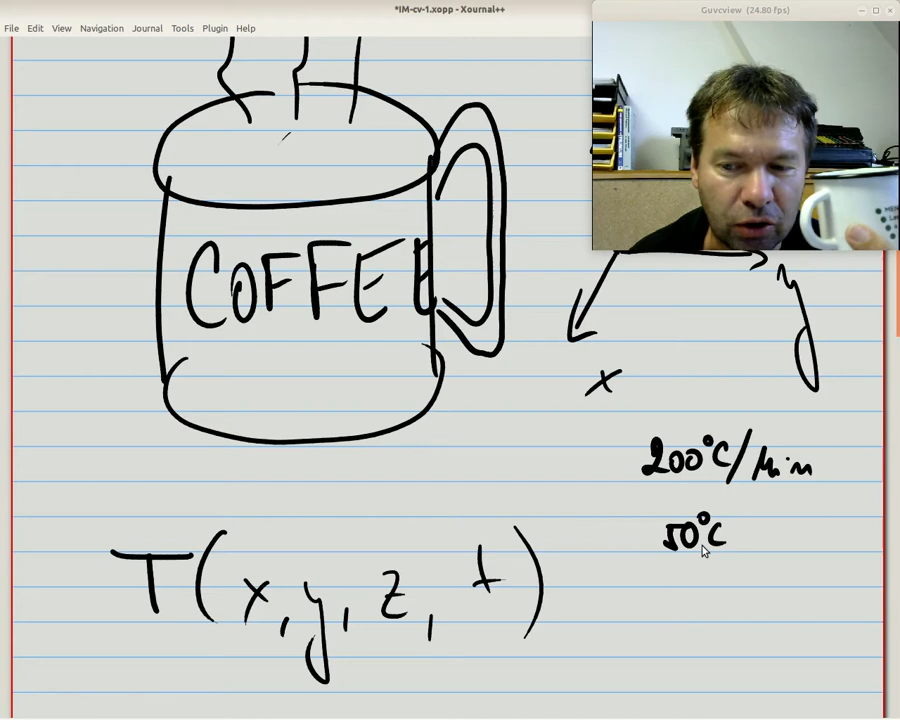 *IM-cv-1.xopp - Xournal++
Guvcview (24.80 fps)
File Edit View Navigation Journal Tools Plugin Help
COFFEE
y
x
200°C/min
50°C
T(x, y, z, t)